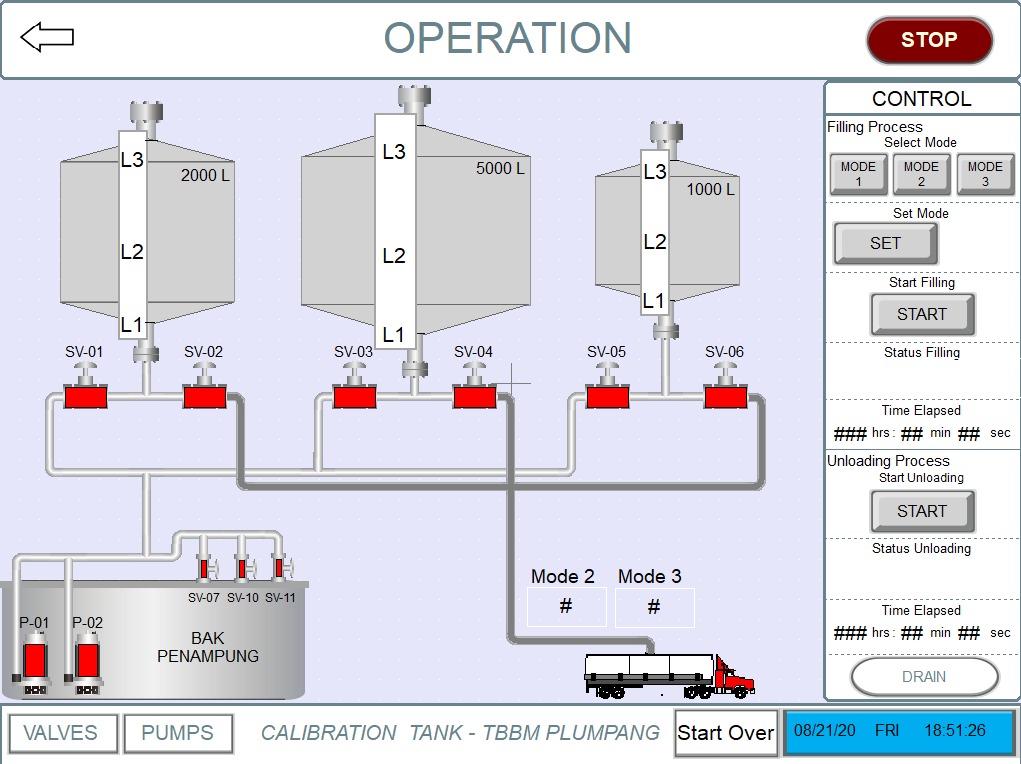 OPERATION
STOP
CONTROL
Filling Process
Select Mode
MODE
1
MODE
2
MODE
3
Set Mode
SET
Start Filling
START
Status Filling
Time Elapsed
### hrs : ## min ## sec
Unloading Process
Start Unloading
START
Status Unloading
Time Elapsed
### hrs : ## min ## sec
DRAIN
L3
2000 L
L2
L1
L3
5000 L
L2
L1
L3
1000 L
L2
L1
SV-01
SV-02
SV-03
SV-04
SV-05
SV-06
SV-07
SV-10
SV-11
P-01
P-02
BAK
PENAMPUNG
Mode 2
#
Mode 3
#
VALVES
PUMPS
CALIBRATION TANK - TBBM PLUMPANG
Start Over
08/21/20 FRI 18:51:26